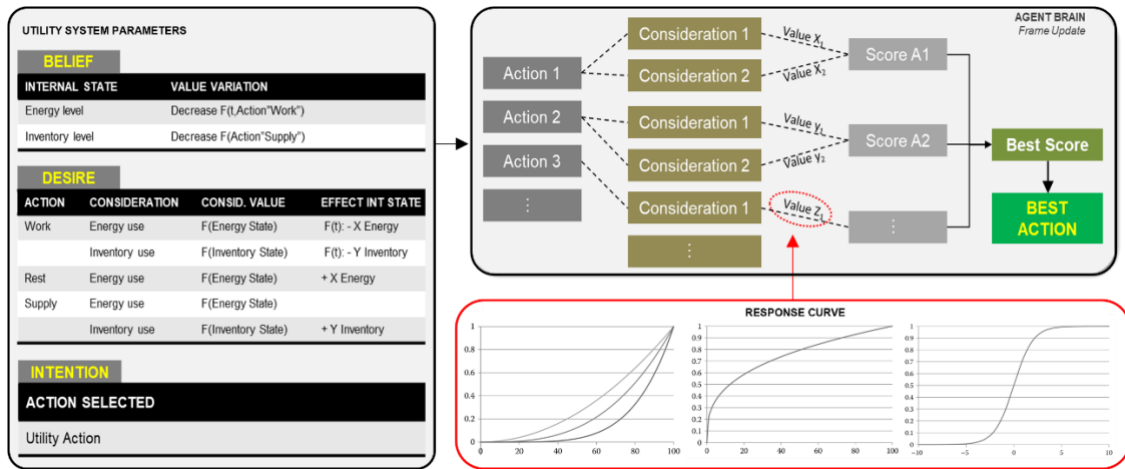 UTILITY SYSTEM PARAMETERS
BELIEF
INTERNAL STATE VALUE VARIATION
Energy level Decrease F(t,Action"Work")
Inventory level Decrease F(Action"Supply")
DESIRE
ACTION CONSIDERATION CONSID. VALUE EFFECT INT STATE
Work Energy use F(Energy State) F(t): - X Energy
Inventory use F(Inventory State) F(t): - Y Inventory
Rest Energy use F(Energy State) + X Energy
Supply Energy use F(Energy State)
Inventory use F(Inventory State) + Y Inventory
INTENTION
ACTION SELECTED
Utility Action
AGENT BRAIN
Frame Update
Action 1
Action 2
Action 3
⋮
Consideration 1
Consideration 2
Consideration 1
Consideration 2
Consideration 1
⋮
Value X1
Value X2
Value Y1
Value Y2
Value Z1
Score A1
Score A2
⋮
Best Score
BEST
ACTION
RESPONSE CURVE
1
0.8
0.6
0.4
0.2
0
0 20 40 60 80 100
1
0.9
0.8
0.7
0.6
0.5
0.4
0.3
0.2
0.1
0
0 20 40 60 80 100
1
0.9
0.8
0.7
0.6
0.5
0.4
0.3
0.2
0.1
0
−10 −5 0 5 10